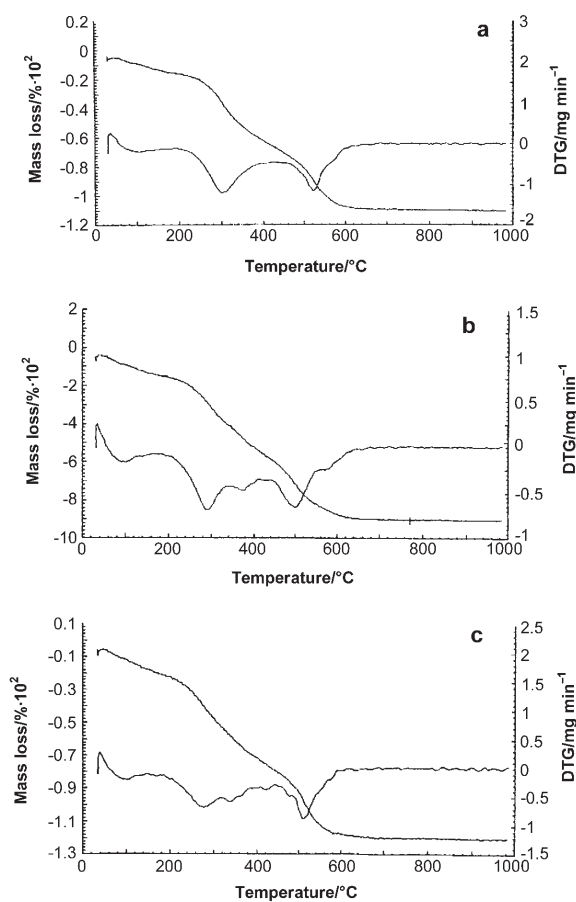 a
0.2
0
-0.2
-0.4
-0.6
-0.8
-1
-1.2
Mass loss/%·10²
3
2
1
0
-1
-2
DTG/mg min⁻¹
0 200 400 600 800 1000
Temperature/°C
b
2
0
-2
-4
-6
-8
-10
Mass loss/%·10²
1.5
1
0.5
0
-0.5
-1
DTG/mg min⁻¹
0 200 400 600 800 1000
Temperature/°C
c
0.1
-0.1
-0.3
-0.5
-0.7
-0.9
-1.1
-1.3
Mass loss/%·10²
2.5
2
1.5
1
0.5
0
-0.5
-1
-1.5
DTG/mg min⁻¹
0 200 400 600 800 1000
Temperature/°C